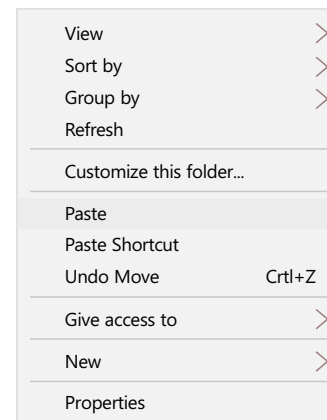 View
Sort by
Group by
Refresh
Customize this folder...
Paste
Paste Shortcut
Undo Move Crtl+Z
Give access to
New
Properties